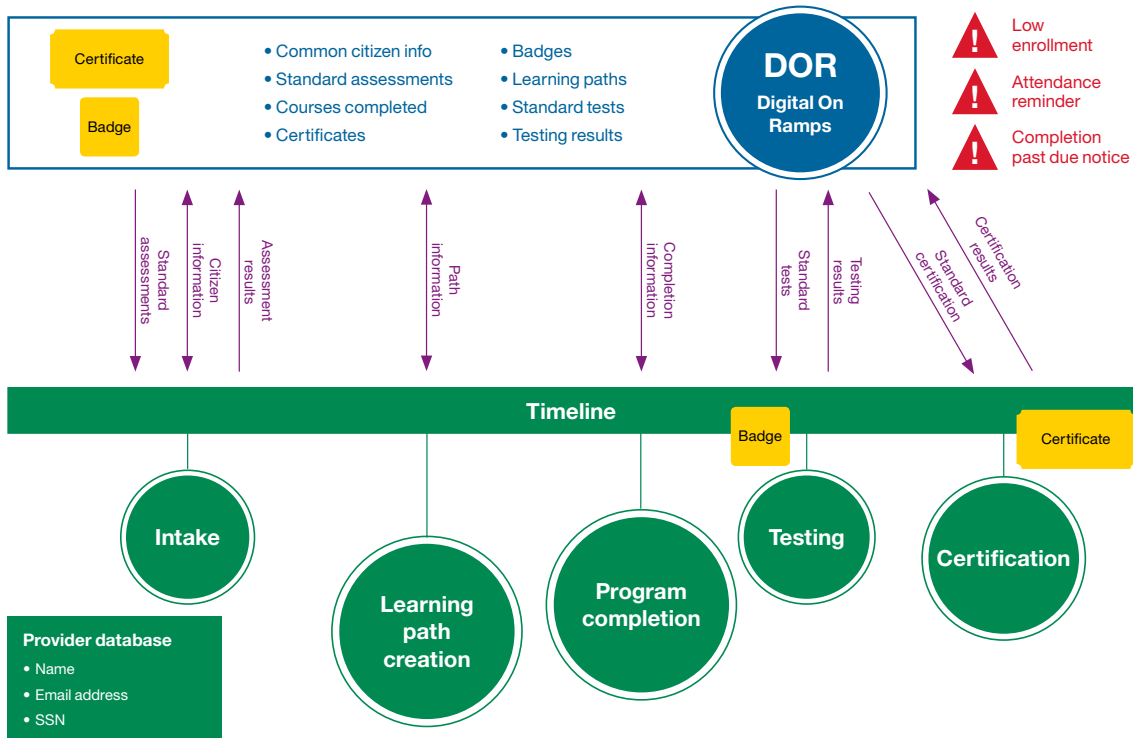 Certificate
Badge
• Common citizen info
• Standard assessments
• Courses completed
• Certificates
• Badges
• Learning paths
• Standard tests
• Testing results
DOR
Digital On
Ramps
Low
enrollment
Attendance
reminder
Completion
past due notice
Standard
assessments
Citizen
information
Assessment
results
Path
information
Completion
information
Standard
tests
Testing
results
Standard
certification
Certification
results
Timeline
Badge
Certificate
Intake
Learning
path
creation
Program
completion
Testing
Certification
Provider database
• Name
• Email address
• SSN